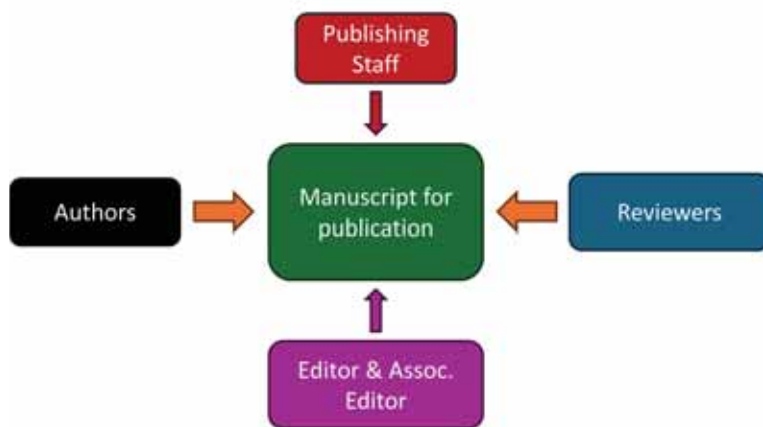 Publishing
Staff
Authors
Manuscript for
publication
Reviewers
Editor & Assoc.
Editor